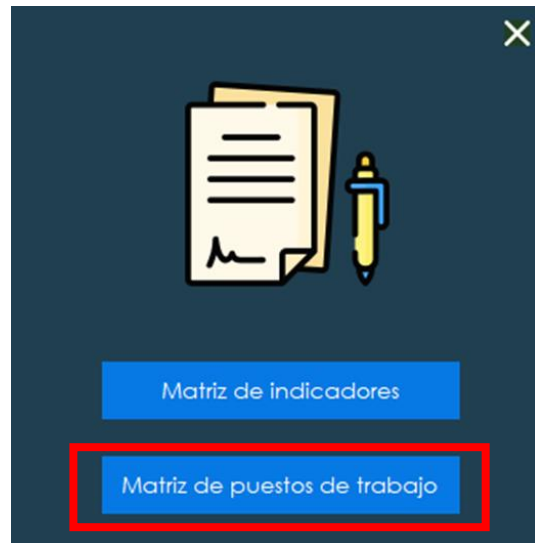 Matriz de indicadores
Matriz de puestos de trabajo